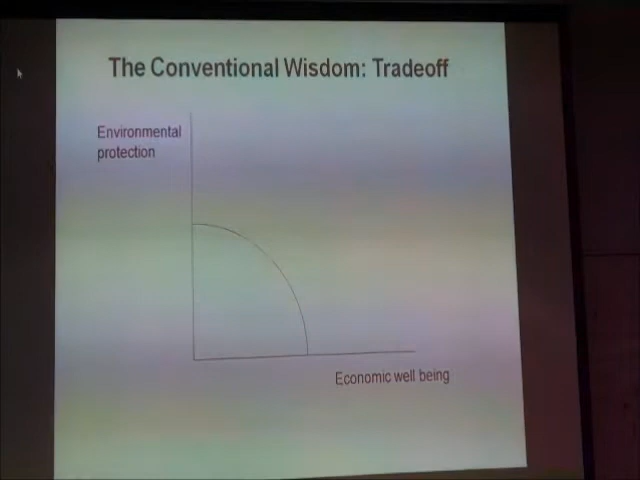 The Conventional Wisdom: Tradeoff
Environmental
protection
Economic well being